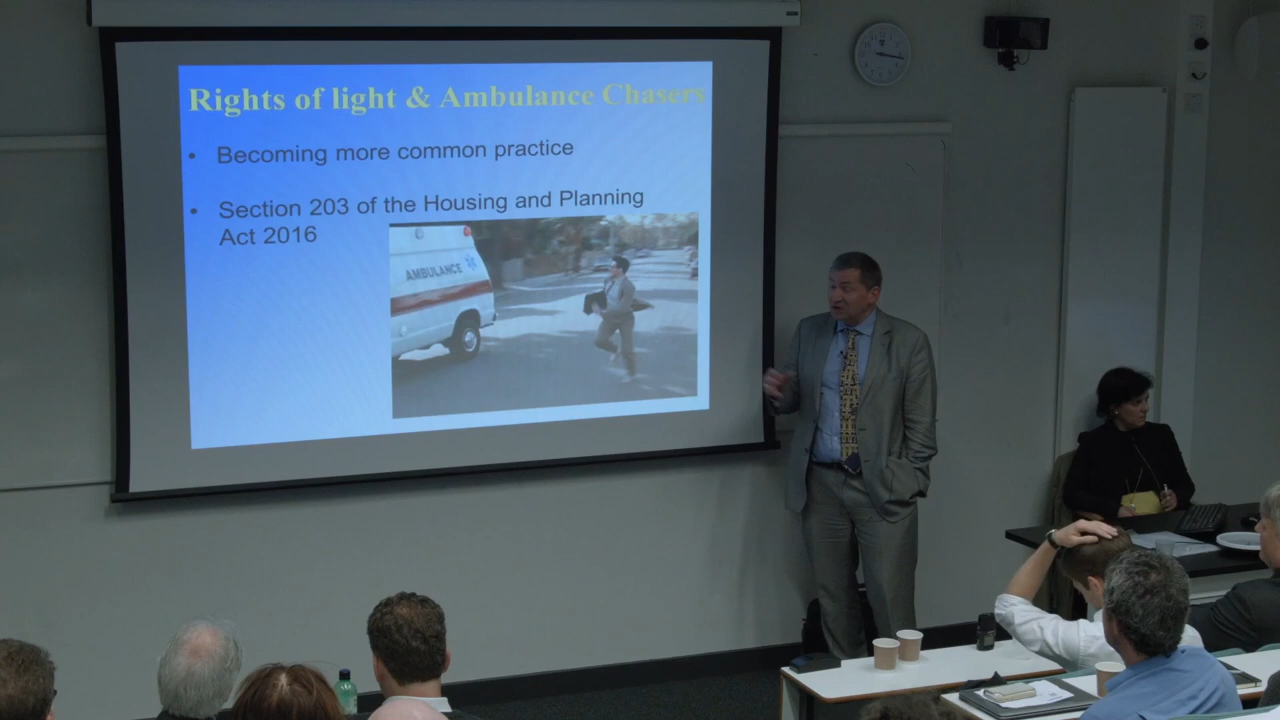 Rights of light & Ambulance Chasers
• Becoming more common practice
• Section 203 of the Housing and Planning
Act 2016
AMBULANCE